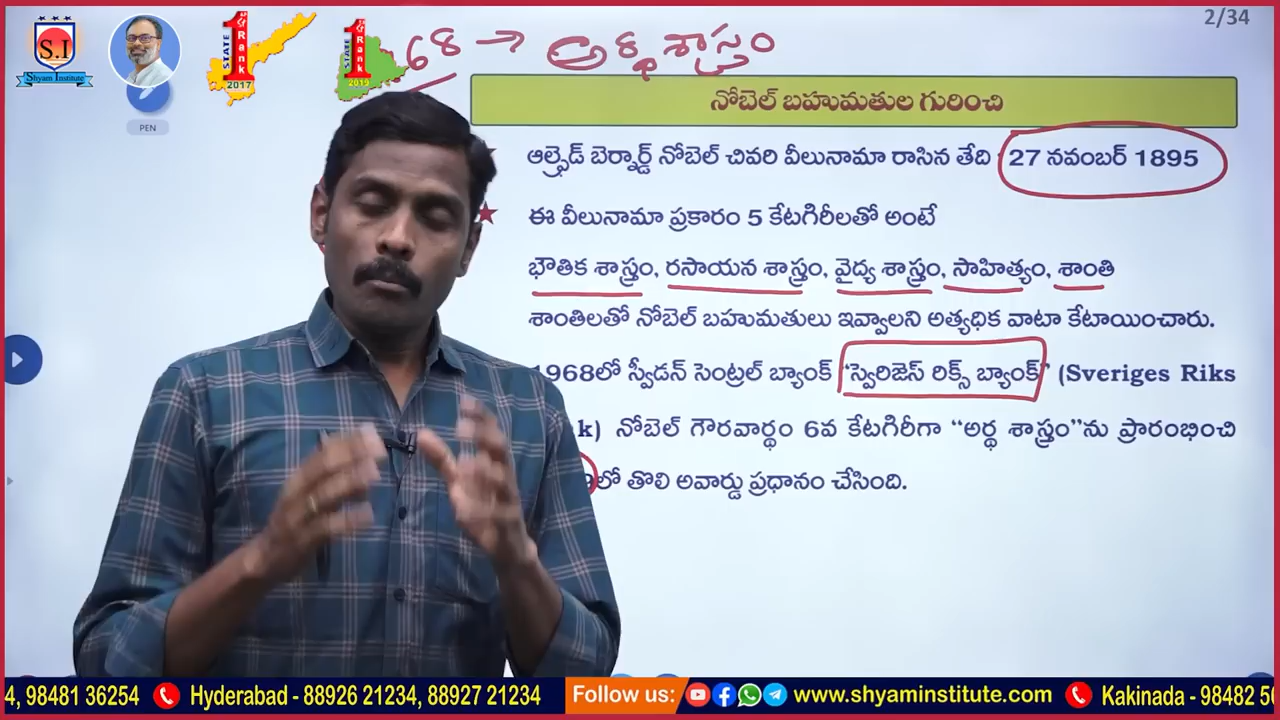 2/34
S.I
Shyam Institute
STATE 1 Rank 2017
STATE 1 Rank 2019
68 → అర్థశాస్త్రం
PEN
నోబెల్ బహుమతుల గురించి
ఆల్ఫ్రెడ్ బెర్నార్డ్ నోబెల్ చివరి వీలునామా రాసిన తేది : 27 నవంబర్ 1895
★ ఈ వీలునామా ప్రకారం 5 కేటగిరీలతో అంటే
భౌతిక శాస్త్రం, రసాయన శాస్త్రం, వైద్య శాస్త్రం, సాహిత్యం, శాంతి
శాంతిలతో నోబెల్ బహుమతులు ఇవ్వాలని అత్యధిక వాటా కేటాయించారు.
1968లో స్వీడన్ సెంట్రల్ బ్యాంక్ "స్వెరిజెస్ రిక్స్ బ్యాంక్" (Sveriges Riks
k) నోబెల్ గౌరవార్థం 6వ కేటగిరీగా "అర్థ శాస్త్రం"ను ప్రారంభించి
9లో తొలి అవార్డు ప్రధానం చేసింది.
4, 98481 36254 Hyderabad - 88926 21234, 88927 21234 Follow us: www.shyaminstitute.com Kakinada - 98482 50